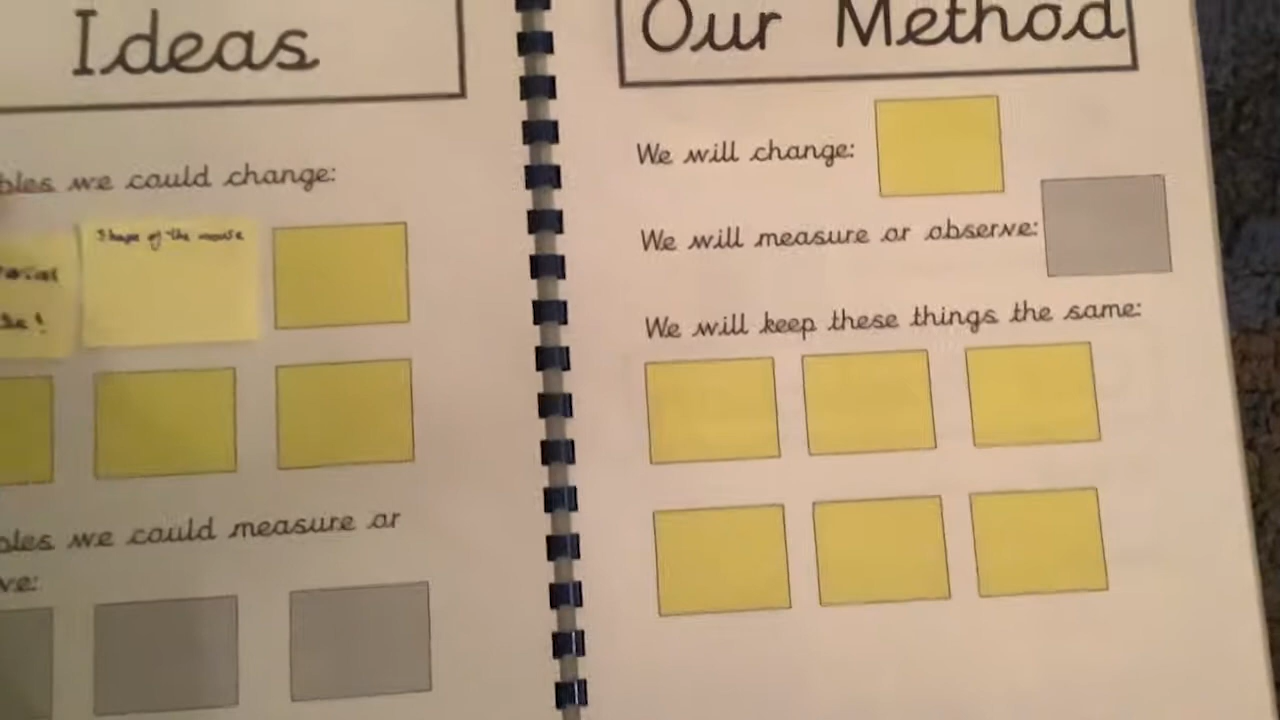 Ideas
bles we could change:
Shape of the mouse
bles we could measure or
ve:
Our Method
We will change:
We will measure or observe:
We will keep these things the same: